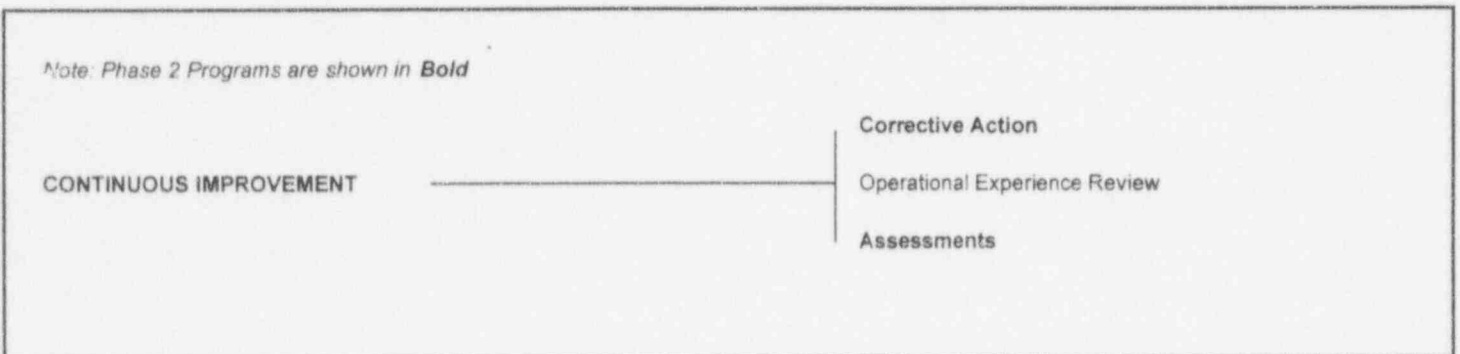 Note: Phase 2 Programs are shown in Bold
Corrective Action
CONTINUOUS IMPROVEMENT
Operational Experience Review
Assessments